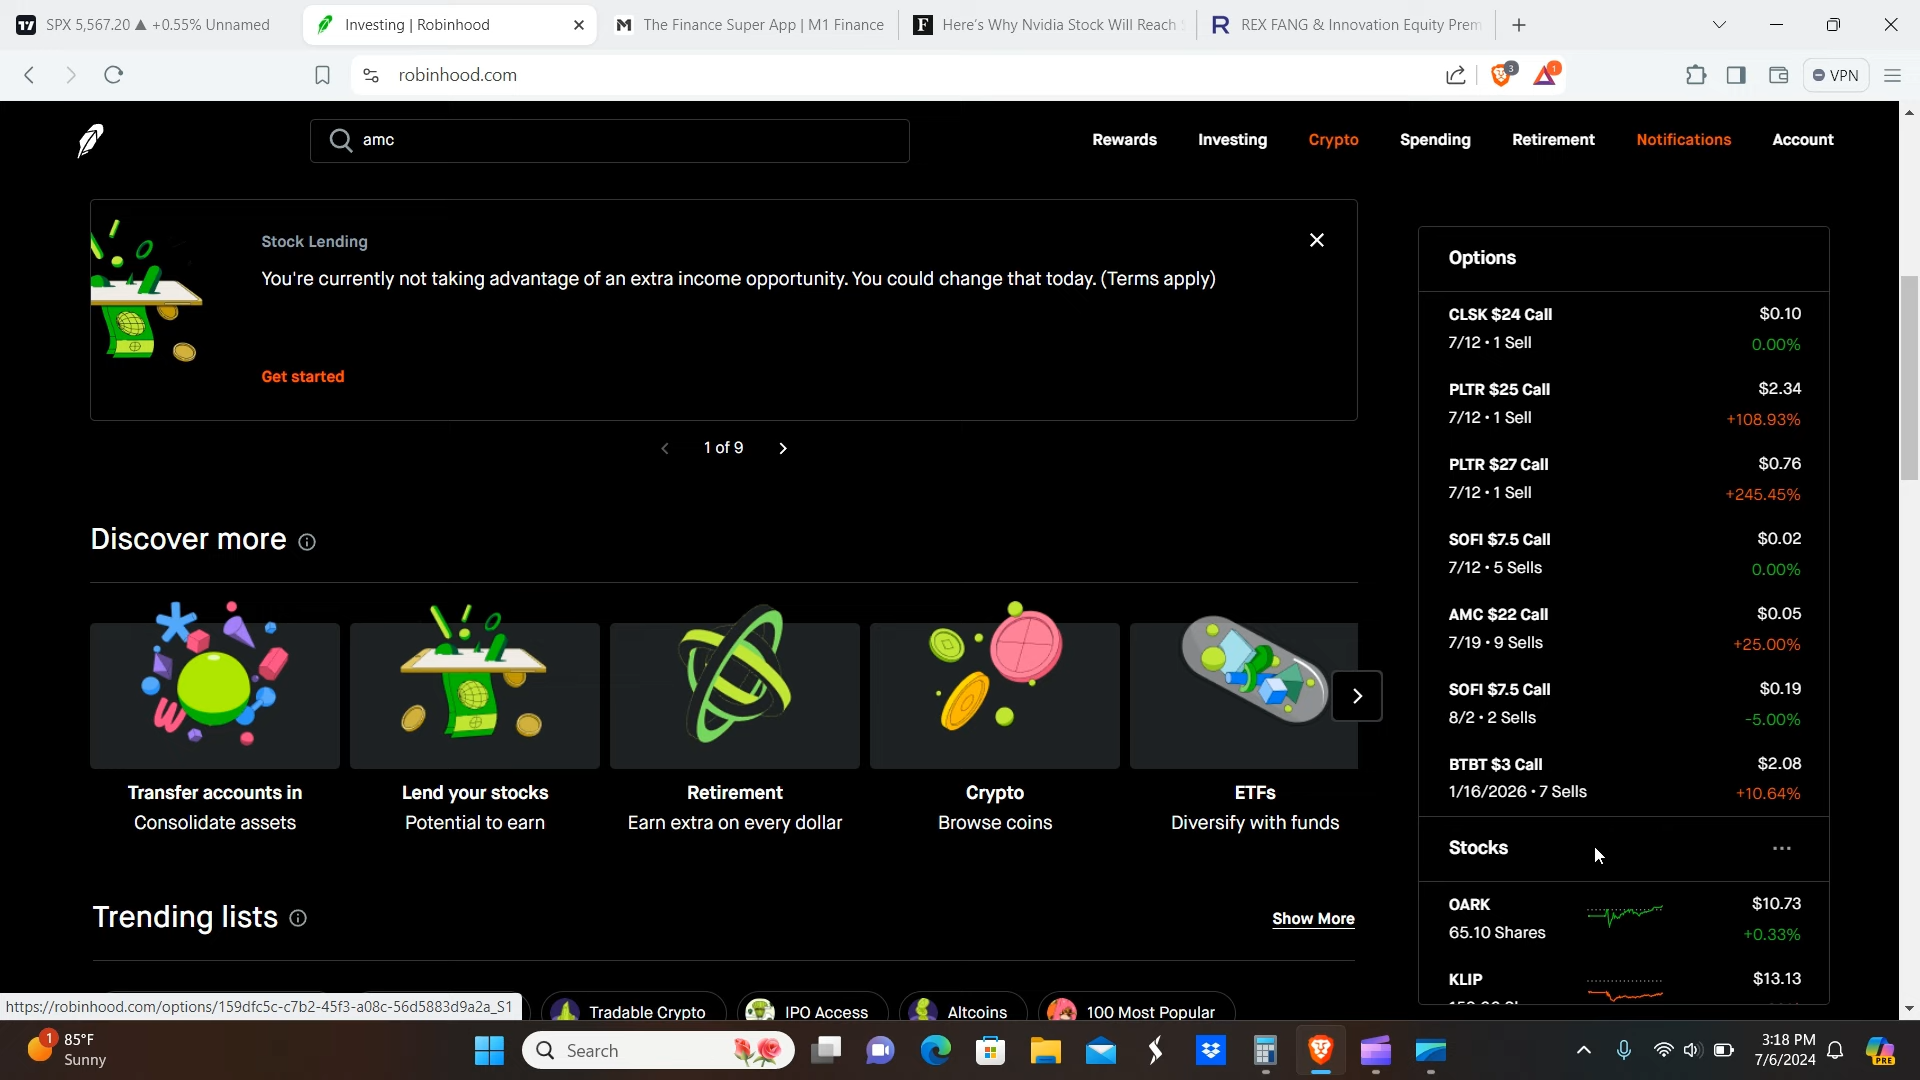 SPX 5,567.20 ▲ +0.55% Unnamed
Investing | Robinhood
The Finance Super App | M1 Finance
Here's Why Nvidia Stock Will Reach
REX FANG & Innovation Equity Prem
robinhood.com
3
1
VPN
amc
Rewards
Investing
Crypto
Spending
Retirement
Notifications
Account
Stock Lending
You're currently not taking advantage of an extra income opportunity. You could change that today. (Terms apply)
Get started
1 of 9
Discover more
Transfer accounts in
Consolidate assets
Lend your stocks
Potential to earn
Retirement
Earn extra on every dollar
Crypto
Browse coins
ETFs
Diversify with funds
Trending lists
Show More
Tradable Crypto
IPO Access
Altcoins
100 Most Popular
Options
CLSK $24 Call $0.10
7/12 • 1 Sell 0.00%
PLTR $25 Call $2.34
7/12 • 1 Sell +108.93%
PLTR $27 Call $0.76
7/12 • 1 Sell +245.45%
SOFI $7.5 Call $0.02
7/12 • 5 Sells 0.00%
AMC $22 Call $0.05
7/19 • 9 Sells +25.00%
SOFI $7.5 Call $0.19
8/2 • 2 Sells -5.00%
BTBT $3 Call $2.08
1/16/2026 • 7 Sells +10.64%
Stocks
OARK $10.73
65.10 Shares +0.33%
KLIP $13.13
https://robinhood.com/options/159dfc5c-c7b2-45f3-a08c-56d5883d9a2a_S1
1
85°F
Sunny
Search
3:18 PM
7/6/2024
PRE